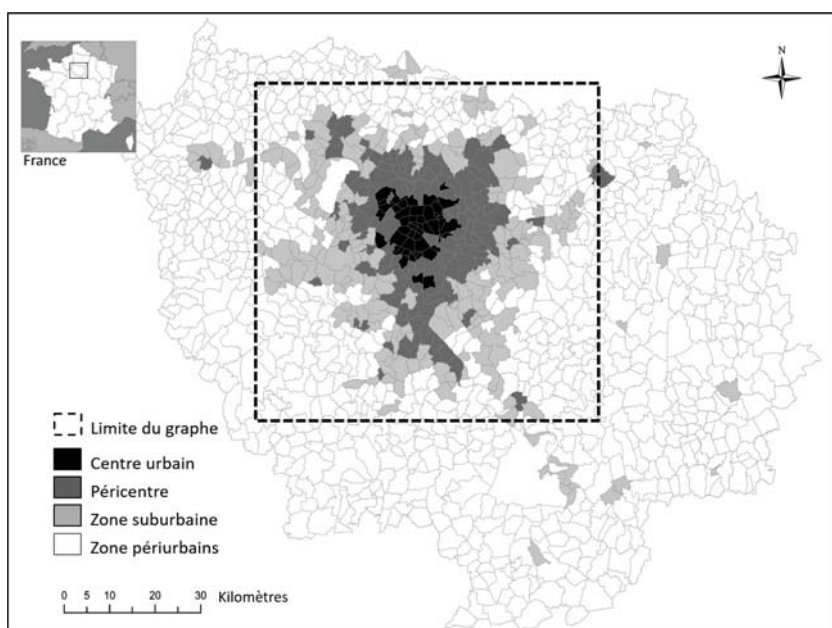 N
France
Limite du graphe
Centre urbain
Péricentre
Zone suburbaine
Zone périurbains
0 5 10 20 30 Kilomètres